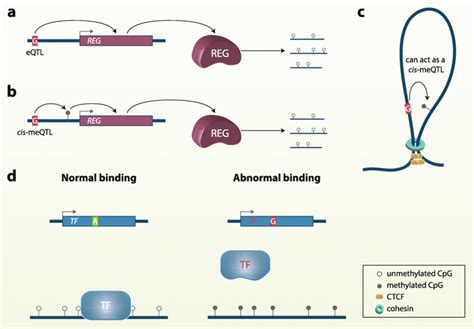 a
G
REG
eQTL
REG
b
G
REG
cis-meQTL
REG
c
can act as a
cis-meQTL
G
d
Normal binding
Abnormal binding
TF
A
TF
G
TF
TF
unmethylated CpG
methylated CpG
CTCF
cohesin